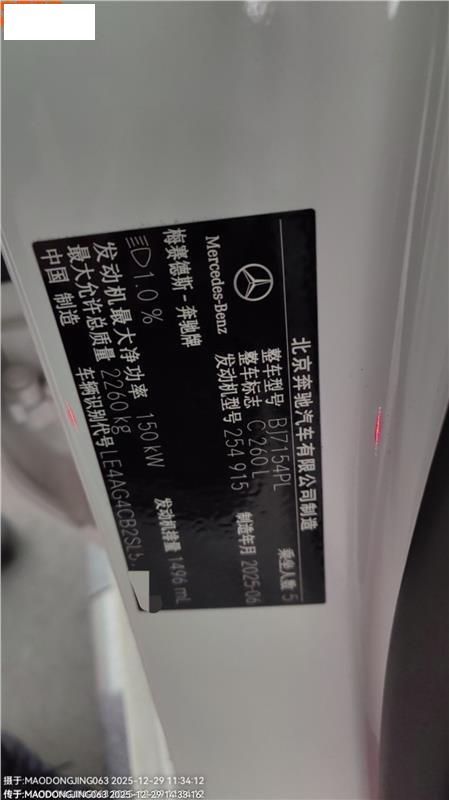 北京奔驰汽车有限公司制造
Mercedes-Benz
梅赛德斯-奔驰牌
整车型号 BJ7154PL 乘坐人数 5
整车标志 C 260 L
发动机型号 254 915 制造年月 2025-06
1.0 %
发动机最大净功率 150 kW 发动机排量 1496 mL
最大允许总质量 2260 kg
中国 制造 车辆识别代号 LE4AG4CB2SL5
摄于:MAODONGJING063 2025-12-29 11:34:12
传于:MAODONGJING063 2025-12-29